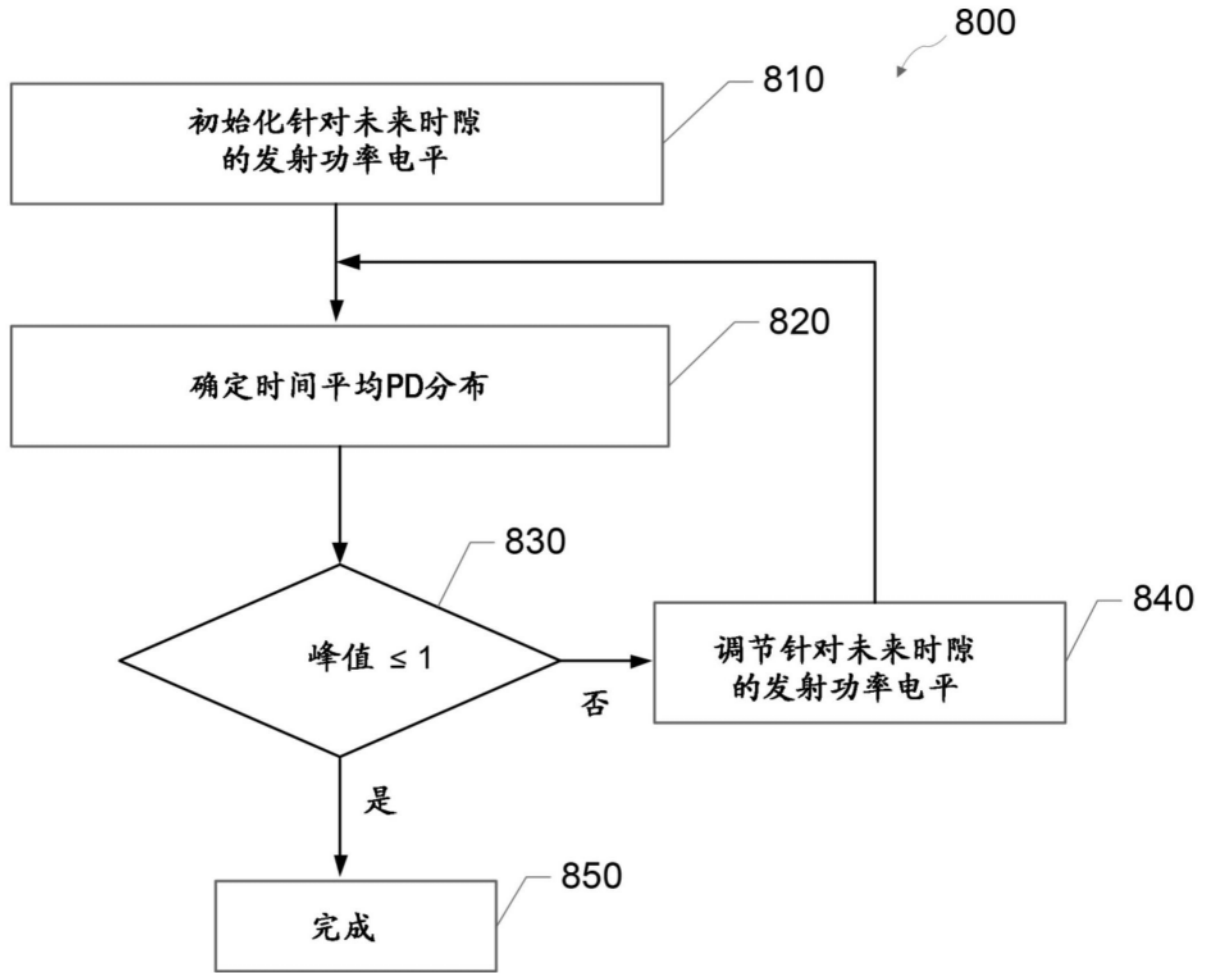 800
810
初始化针对未来时隙
的发射功率电平
820
确定时间平均PD分布
830
峰值 ≤ 1
否
840
调节针对未来时隙
的发射功率电平
是
850
完成